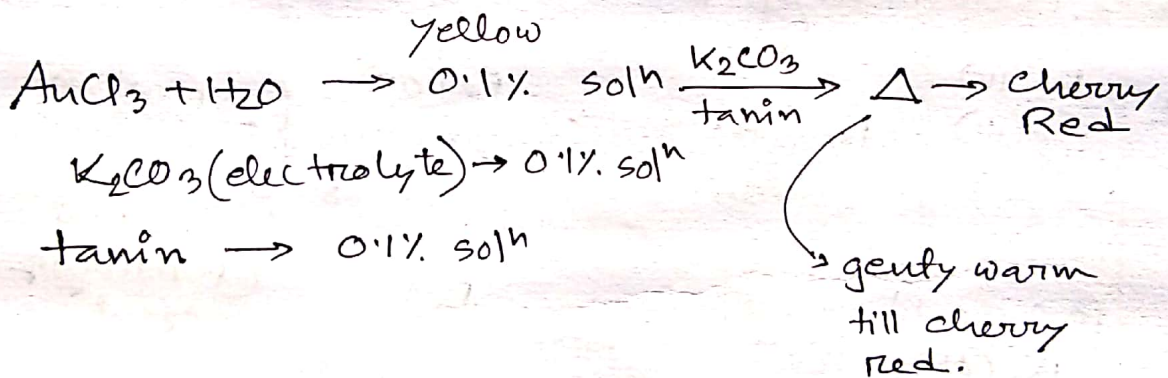 yellow
AuCl3 + H2O → 0.1% solⁿ K2CO3 tanin → Δ → Cherry Red
K2CO3 (electrolyte) → 0.1% solⁿ
tanin → 0.1% solⁿ
genty warm
till cherry
red.